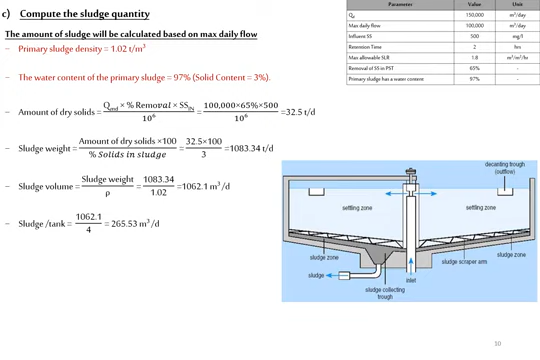 c) Compute the sludge quantity
The amount of sludge will be calculated based on max daily flow
− Primary sludge density = 1.02 t/m³
− The water content of the primary sludge = 97% (Solid Content = 3%).
− Amount of dry solids = Qmd × % Removal × SSIN / 10⁶ = 100,000×65%×500 / 10⁶ =32.5 t/d
− Sludge weight = Amount of dry solids ×100 / % Solids in sludge = 32.5×100 / 3 =1083.34 t/d
− Sludge volume = Sludge weight / ρ = 1083.34 / 1.02 =1062.1 m³/d
− Sludge /tank = 1062.1 / 4 = 265.53 m³/d
Parameter Value Unit
150,000 m³/day
Max daily flow 100,000 m³/day
Influent SS 500 mg/l
Retention Time 2 hrs
Max allowable SLR 1.8 m³/m²/hr
Removal of SS in PST 65% -
Primary sludge has a water content 97% -
decanting trough
(outflow)
settling zone
settling zone
sludge zone
sludge zone
sludge scraper arm
sludge
inlet
sludge collecting
trough
10